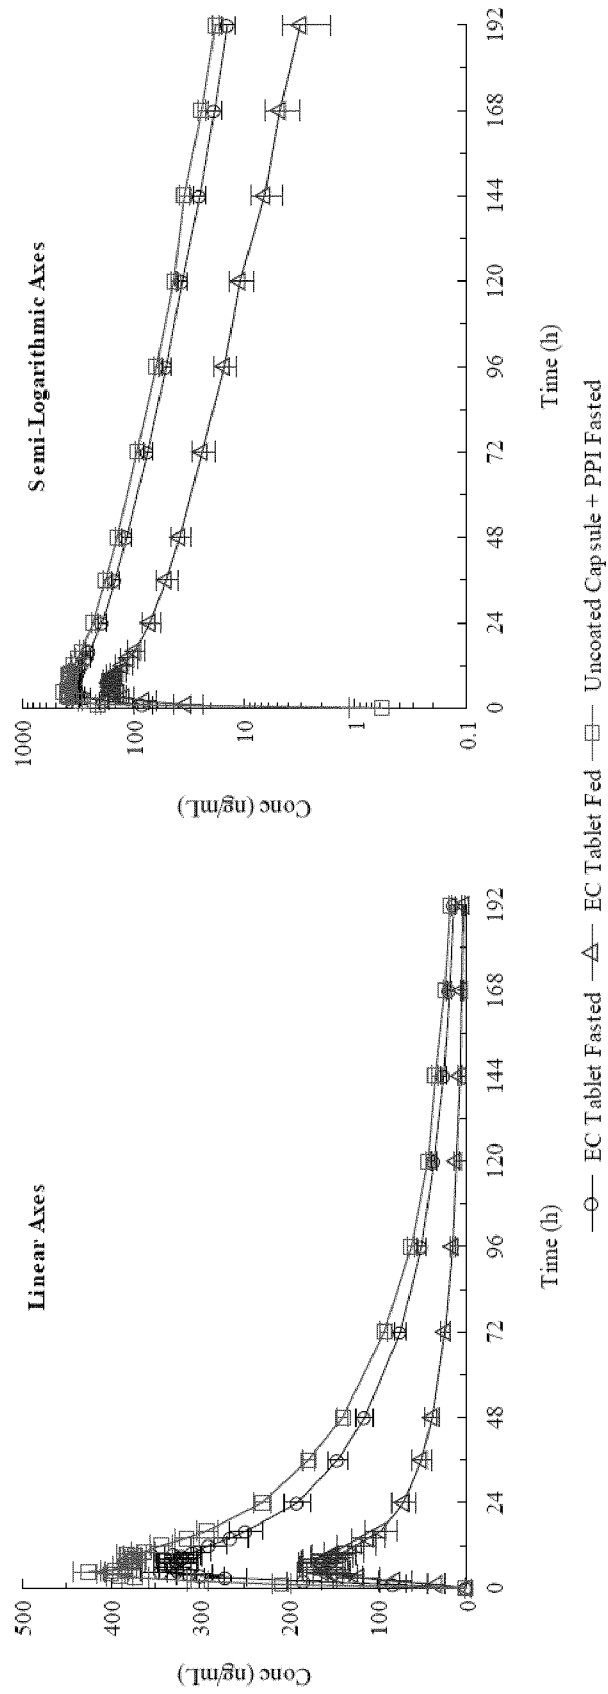 Linear Axes
500
400
300
200
100
0
Conc (ng/mL)
0 24 48 72 96 120 144 168 192
Time (h)
Semi-Logarithmic Axes
1000
100
10
1
0.1
Conc (ng/mL)
0 24 48 72 96 120 144 168 192
Time (h)
EC Tablet Fasted EC Tablet Fed Uncoated Capsule + PPI Fasted